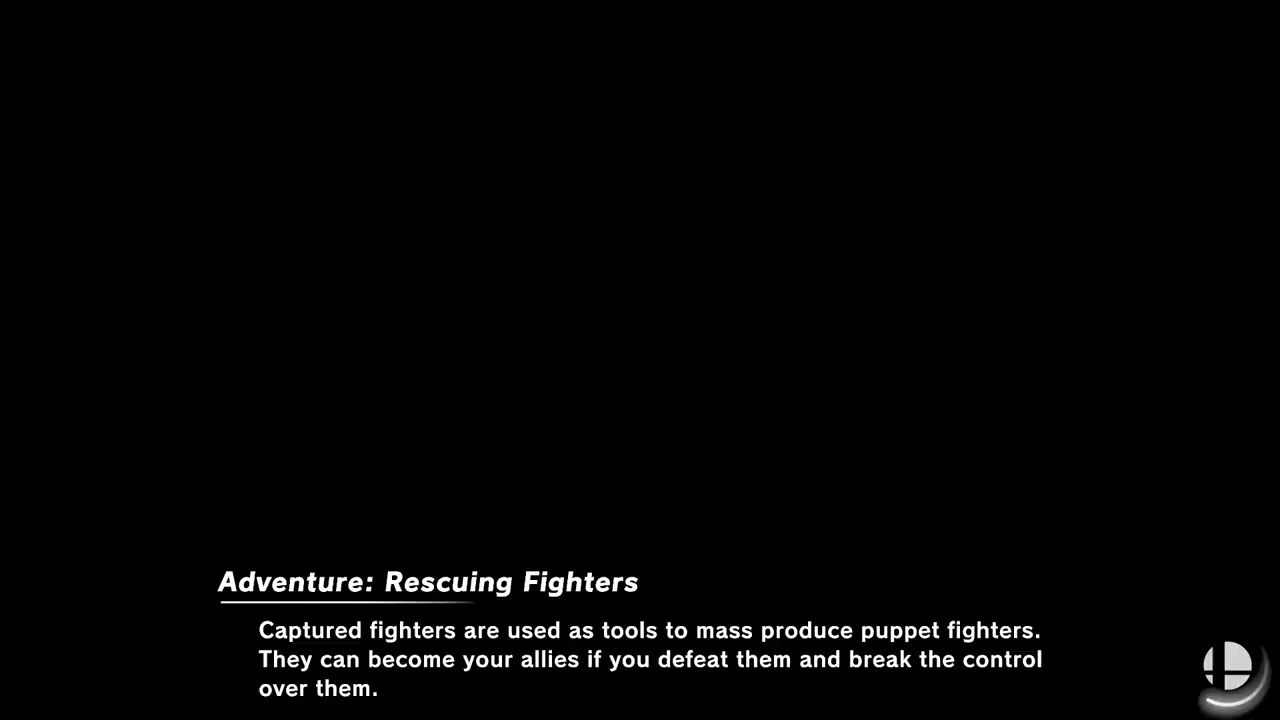 Adventure: Rescuing Fighters
Captured fighters are used as tools to mass produce puppet fighters.
They can become your allies if you defeat them and break the control
over them.